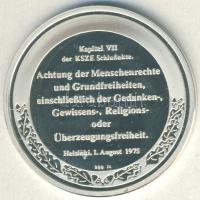 Kapitel VII
der KSZE Schlußakte.
Achtung der Menschenrechte
und Grundfreiheiten,
einschließlich der Gedanken-,
Gewissens-, Religions-
oder
Überzeugungsfreiheit.
Helsinki, 1. August 1975